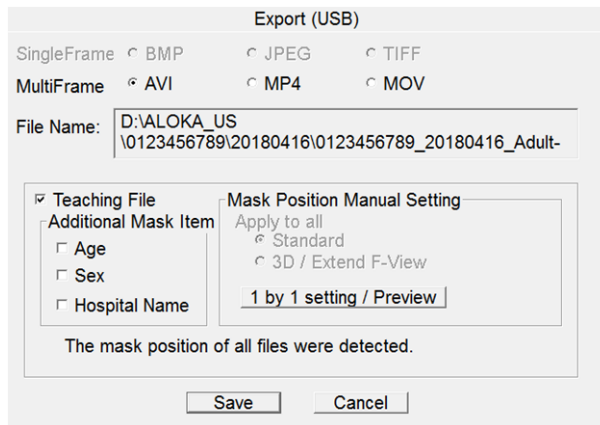 Export (USB)
SingleFrame BMP JPEG TIFF
MultiFrame AVI MP4 MOV
File Name: D:\ALOKA_US
\0123456789\20180416\0123456789_20180416_Adult-
Teaching File
Additional Mask Item
Age
Sex
Hospital Name
Mask Position Manual Setting
Apply to all
Standard
3D / Extend F-View
1 by 1 setting / Preview
The mask position of all files were detected.
Save Cancel